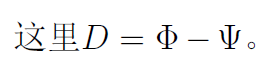 这里D = Φ − Ψ。